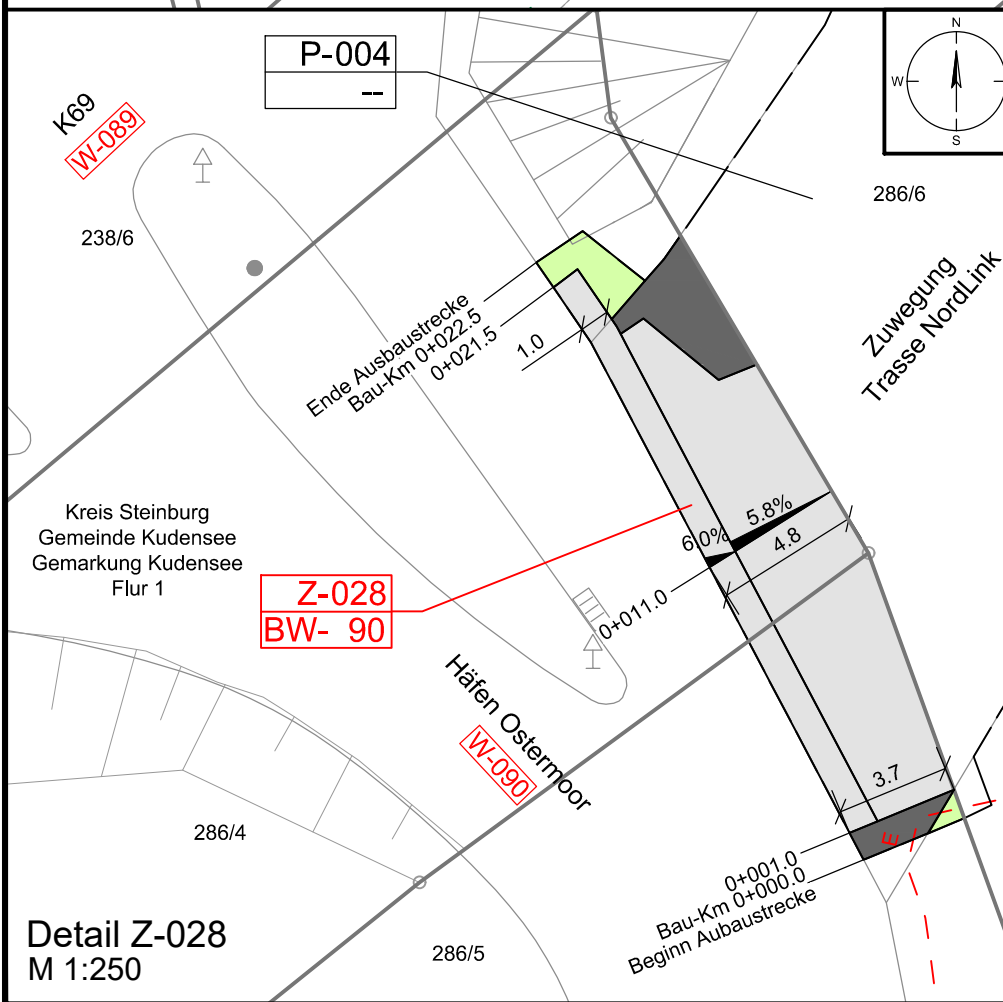 P-004
--
N
W
S
K69
W-089
238/6
286/6
Zuwegung
Trasse NordLink
Ende Ausbaustrecke
Bau-Km 0+022.5
0+021.5
1.0
Kreis Steinburg
Gemeinde Kudensee
Gemarkung Kudensee
Flur 1
6.0%
5.8%
4.8
Z-028
BW- 90
0+011.0
Häfen Ostermoor
W-090
3.7
286/4
E
0+001.0
Bau-Km 0+000.0
Beginn Aubaustrecke
Detail Z-028
M 1:250
286/5